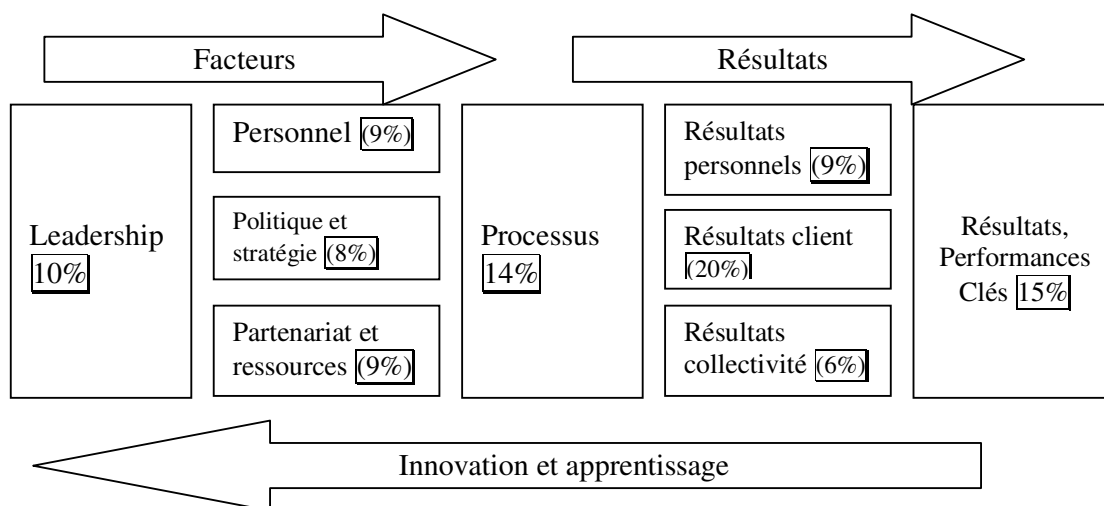 Facteurs
Résultats
Leadership
10%
Personnel (9%)
Politique et
stratégie (8%)
Partenariat et
ressources (9%)
Processus
14%
Résultats
personnels (9%)
Résultats client
(20%)
Résultats
collectivité (6%)
Résultats,
Performances
Clés 15%
Innovation et apprentissage